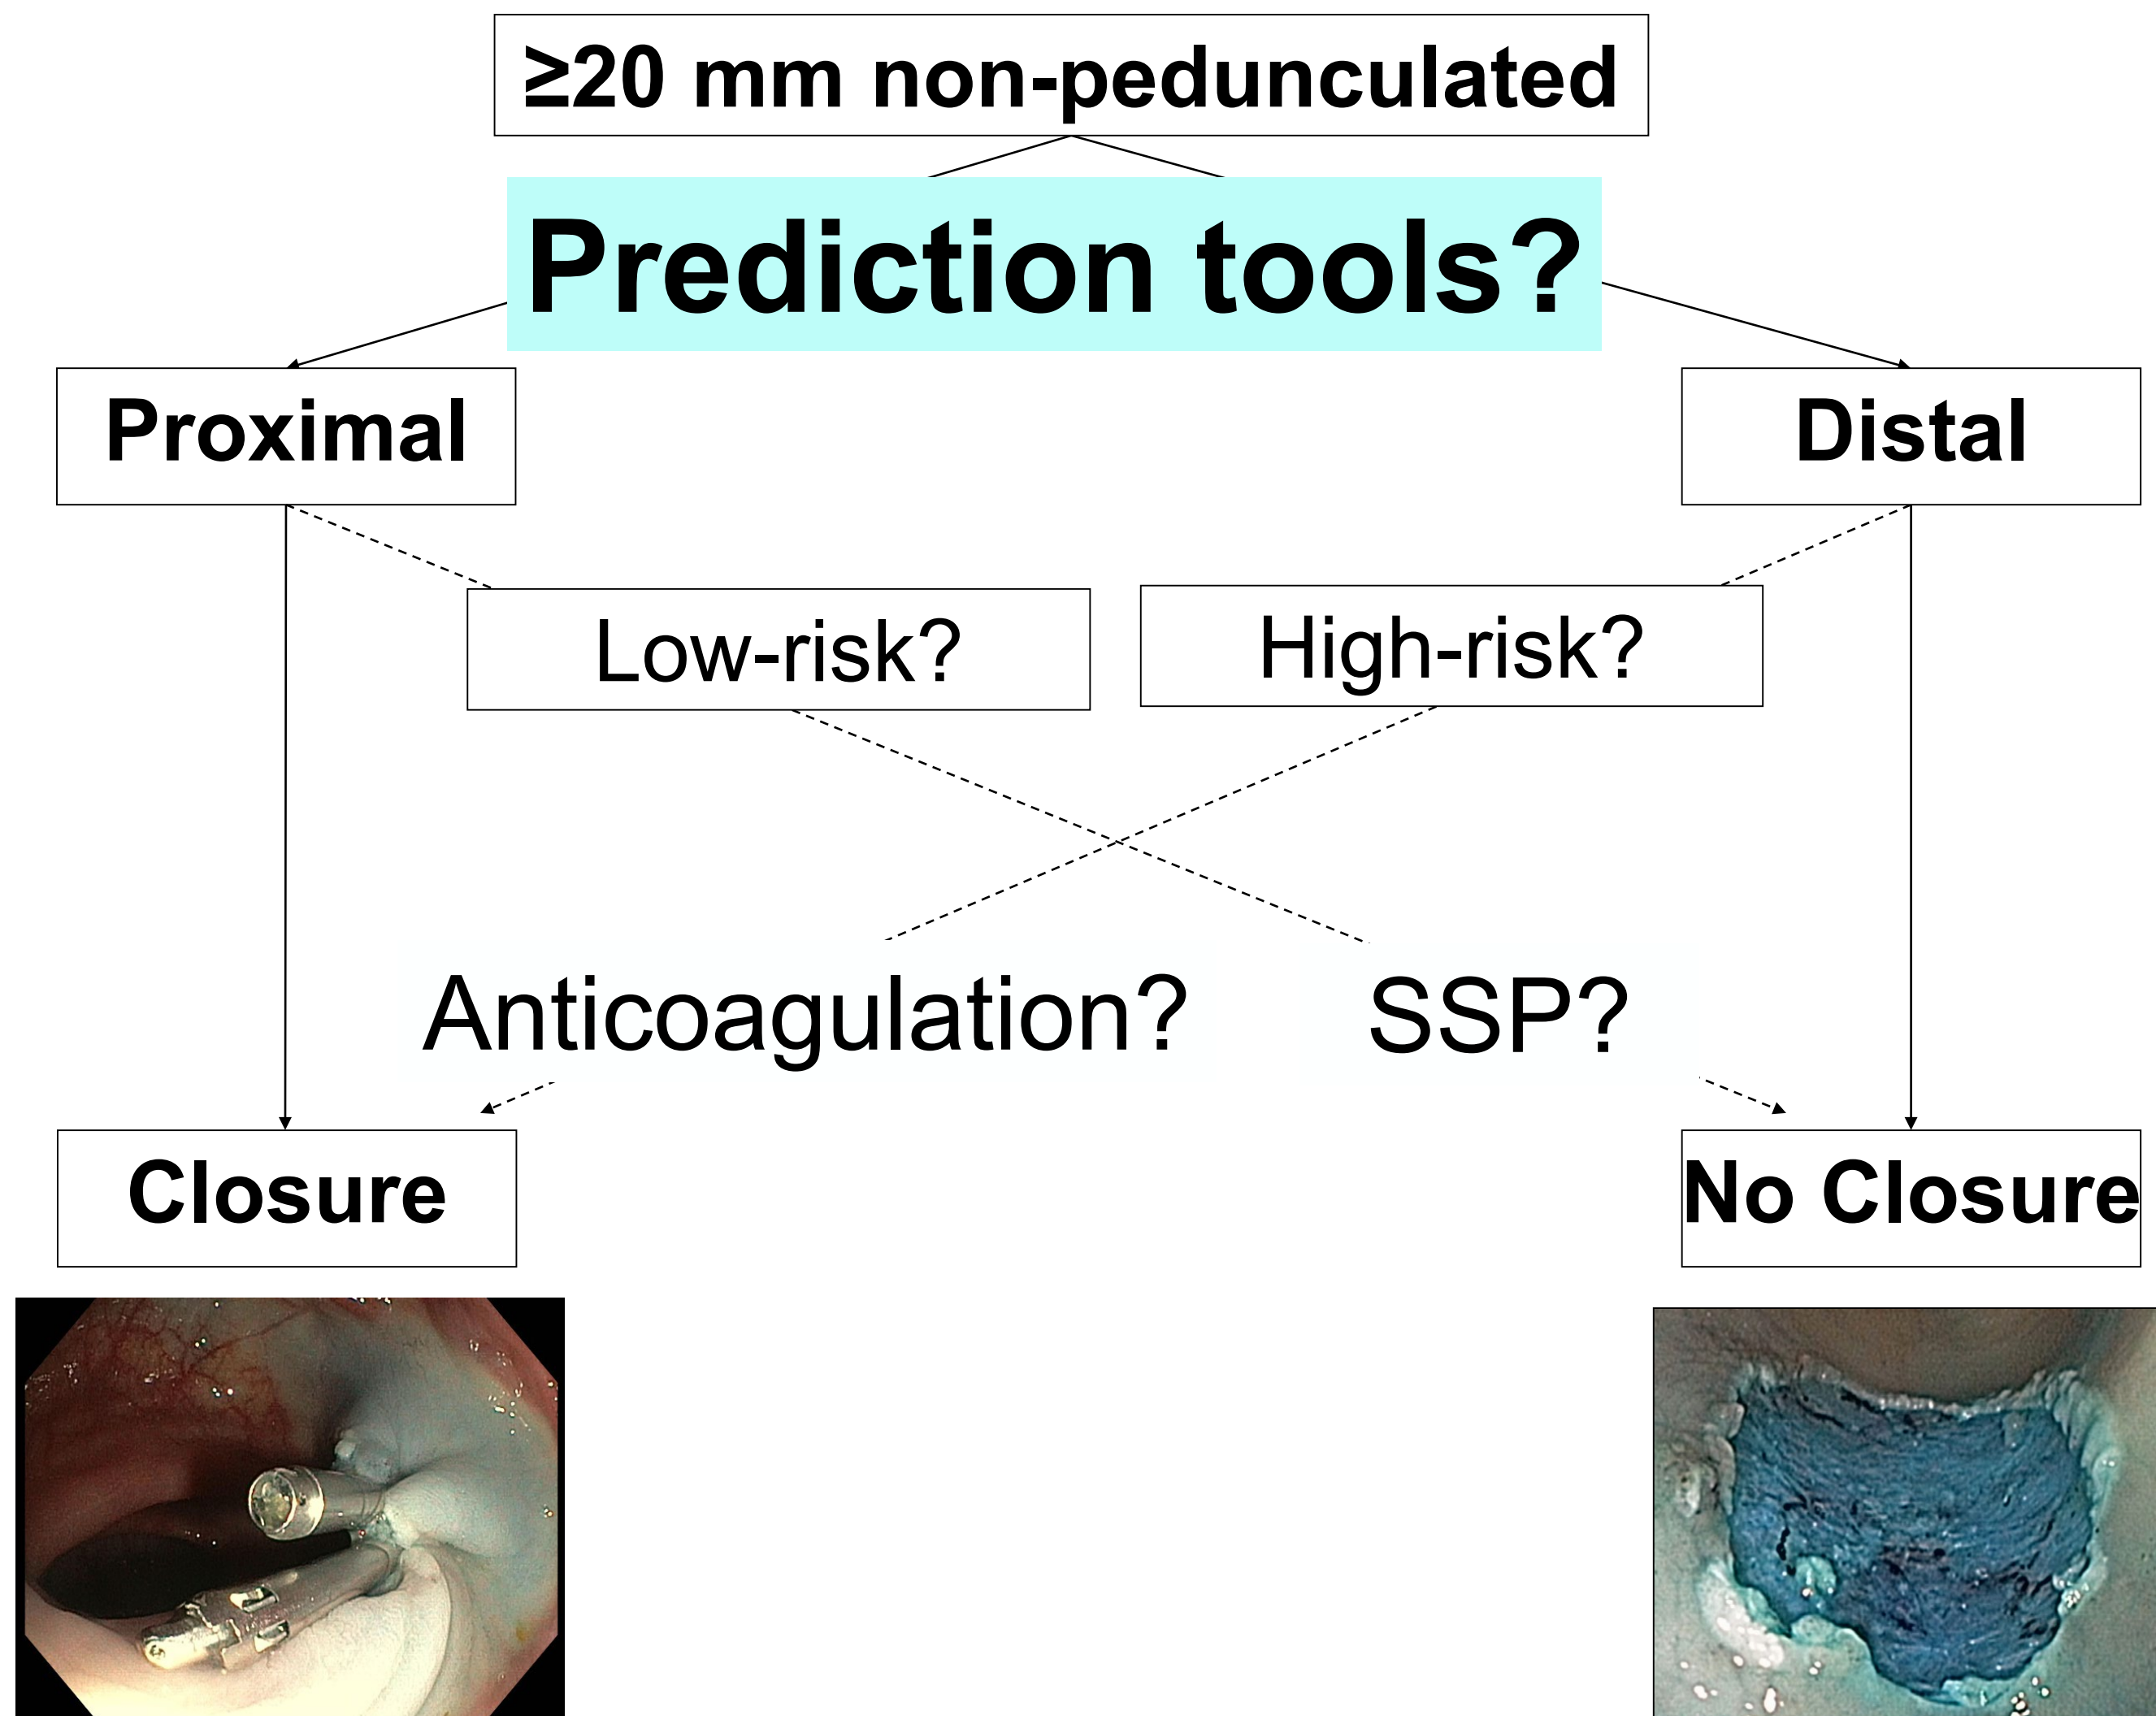 ≥20 mm non-pedunculated
Prediction tools?
Proximal
Distal
Low-risk?
High-risk?
Anticoagulation?
SSP?
Closure
No Closure